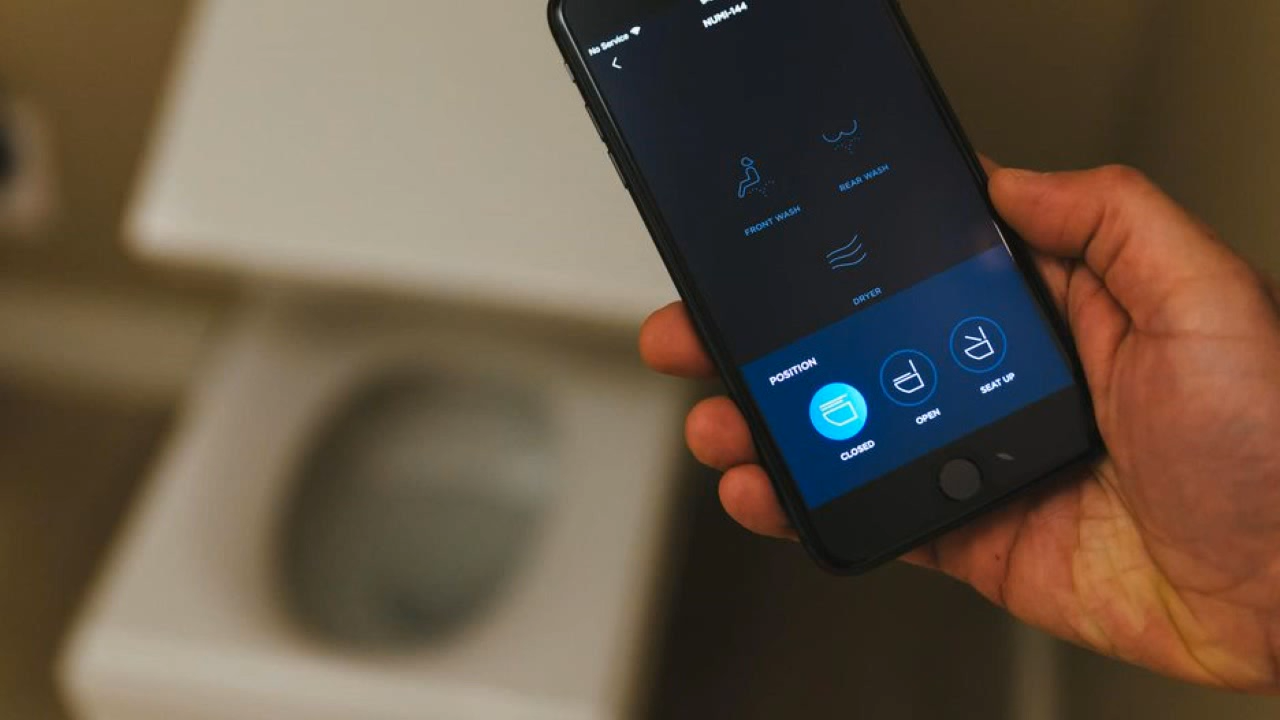 No Service
NUMI-144
FRONT WASH
REAR WASH
DRYER
POSITION
CLOSED
OPEN
SEAT UP